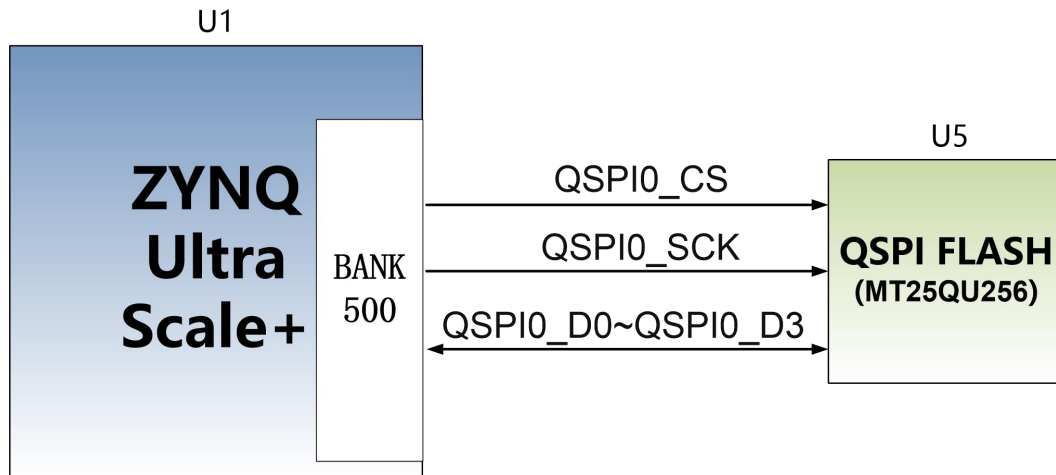 U1
ZYNQ
Ultra
Scale+
BANK
500
QSPI0_CS
QSPI0_SCK
QSPI0_D0~QSPI0_D3
U5
QSPI FLASH
(MT25QU256)